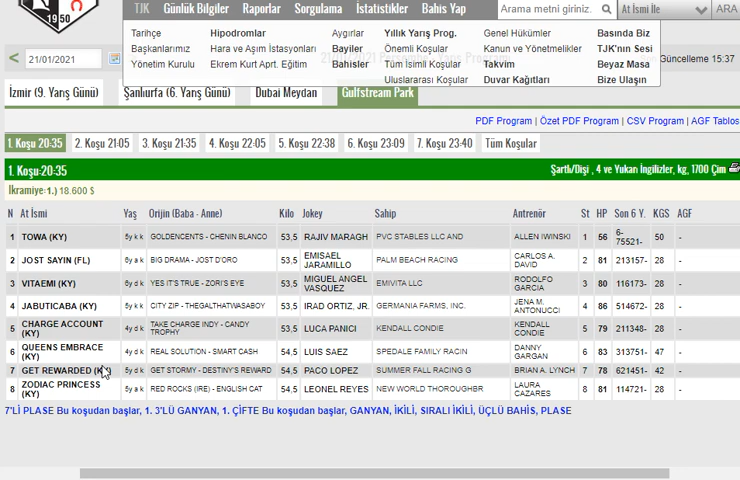 1950
TJK Günlük Bilgiler Raporlar Sorgulama İstatistikler Bahis Yap Arama metni giriniz. At İsmi İle ARA
Tarihçe Hipodromlar Aygırlar Yıllık Yarış Prog. Genel Hükümler Basında Biz
Başkanlarımız Hara ve Aşım İstasyonları Bayiler Önemli Koşular Kanun ve Yönetmelikler TJK'nın Sesi
Yönetim Kurulu Ekrem Kurt Aprt. Eğitim Bahisler Tüm İsimli Koşular Takvim Beyaz Masa
Uluslararası Koşular Duvar Kağıtları Bize Ulaşın
< 21/01/2021 Güncelleme 15:37
İzmir (9. Yarış Günü) Şanlıurfa (6. Yarış Günü) Dubai Meydan Gulfstream Park
PDF Program | Özet PDF Program | CSV Program | AGF Tablos
1. Koşu 20:35 2. Koşu 21:05 3. Koşu 21:35 4. Koşu 22:05 5. Koşu 22:38 6. Koşu 23:09 7. Koşu 23:40 Tüm Koşular
1. Koşu:20:35 Şartlı/Dişi , 4 ve Yukarı İngilizler, kg, 1700 Çim
İkramiye: 1.) 18.600 $
N At İsmi Yaş Orijin (Baba - Anne) Kilo Jokey Sahip Antrenör St HP Son 6 Y. KGS AGF
1 TOWA (KY) 5y k k GOLDENCENTS - CHENIN BLANCO 53,5 RAJIV MARAGH PVC STABLES LLC AND ALLEN IWINSKI 1 56 6-75521- 50 -
2 JOST SAYIN (FL) 6y a k BIG DRAMA - JOST D'ORO 53,5 EMISAEL JARAMILLO PALM BEACH RACING CARLOS A. DAVID 2 81 213157- 28 -
3 VITAEMI (KY) 6y d k YES IT'S TRUE - ZORI'S EYE 53,5 MIGUEL ANGEL VASQUEZ EMIVITA LLC RODOLFO GARCIA 3 80 116173- 28 -
4 JABUTICABA (KY) 5y k k CITY ZIP - THEGALTHATWASABOY 53,5 IRAD ORTIZ, JR. GERMANIA FARMS, INC. JENA M. ANTONUCCI 4 86 514672- 28 -
5 CHARGE ACCOUNT (KY) 4y d k TAKE CHARGE INDY - CANDY TROPHY 53,5 LUCA PANICI KENDALL CONDIE KENDALL CONDIE 5 79 211348- 28 -
6 QUEENS EMBRACE (KY) 4y d k REAL SOLUTION - SMART CASH 54,5 LUIS SAEZ SPEDALE FAMILY RACIN DANNY GARGAN 6 83 313751- 47 -
7 GET REWARDED (KY) 5y d k GET STORMY - DESTINY'S REWARD 54,5 PACO LOPEZ SUMMER FALL RACING G BRIAN A. LYNCH 7 78 621451- 42 -
8 ZODIAC PRINCESS (KY) 5y a k RED ROCKS (IRE) - ENGLISH CAT 54,5 LEONEL REYES NEW WORLD THOROUGHBR LAURA CAZARES 8 81 114721- 28 -
7'Lİ PLASE Bu koşudan başlar, 1. 3'LÜ GANYAN, 1. ÇİFTE Bu koşudan başlar, GANYAN, İKİLİ, SIRALI İKİLİ, ÜÇLÜ BAHİS, PLASE